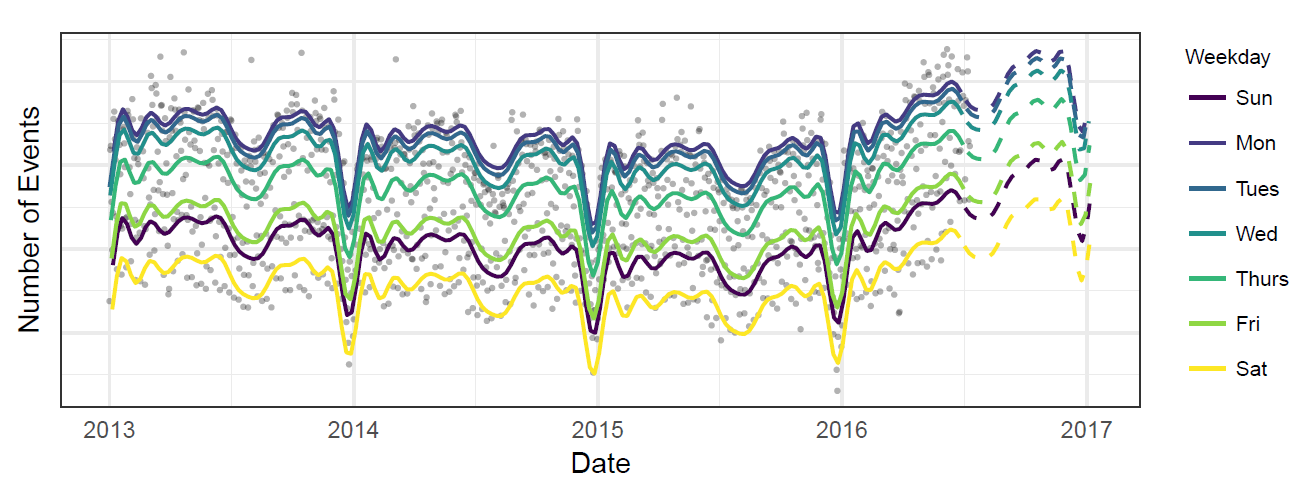 Number of Events
Weekday
Sun
Mon
Tues
Wed
Thurs
Fri
Sat
2013 2014 2015 2016 2017
Date